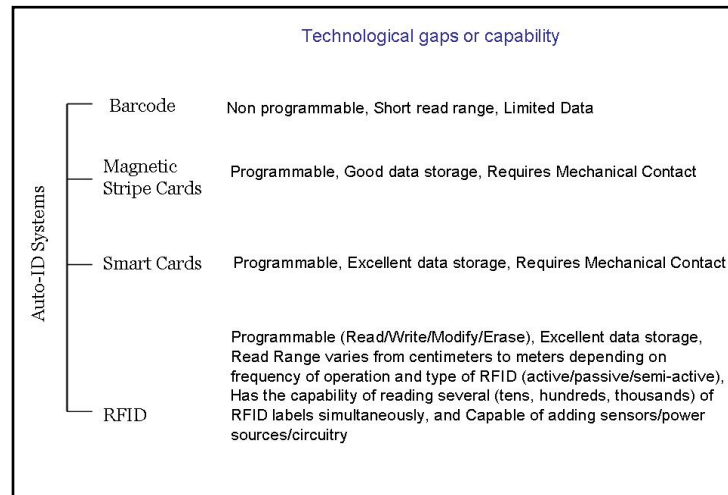 Technological gaps or capability
Auto-ID Systems
Barcode
Non programmable, Short read range, Limited Data
Magnetic
Stripe Cards
Programmable, Good data storage, Requires Mechanical Contact
Smart Cards
Programmable, Excellent data storage, Requires Mechanical Contact
RFID
Programmable (Read/Write/Modify/Erase), Excellent data storage,
Read Range varies from centimeters to meters depending on
frequency of operation and type of RFID (active/passive/semi-active),
Has the capability of reading several (tens, hundreds, thousands) of
RFID labels simultaneously, and Capable of adding sensors/power
sources/circuitry